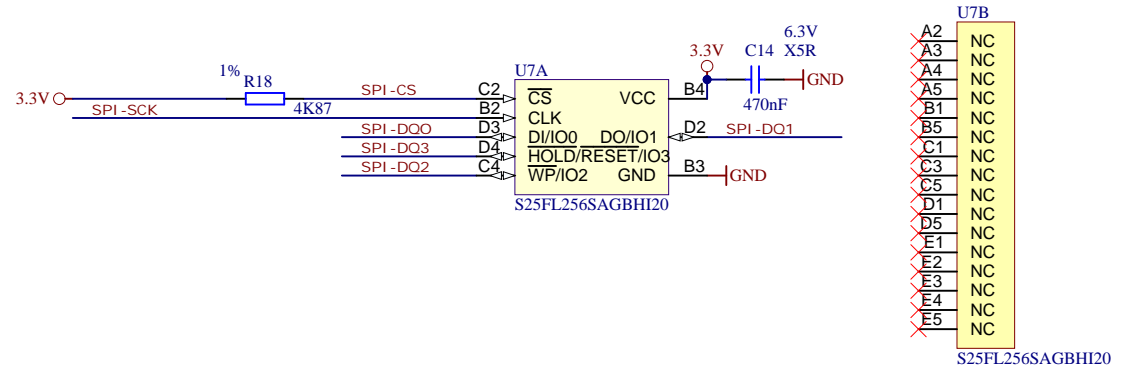 U7B
6.3V
3.3V C14 X5R
1% R18 U7A GND
3.3V SPI-CS C2 CS VCC B4 470nF
4K87
SPI-SCK B2 CLK
SPI-DQ0 D3 DI/IO0 DO/IO1 D2 SPI-DQ1
SPI-DQ3 D4 HOLD/RESET/IO3
SPI-DQ2 C4 WP/IO2 GND B3 GND
S25FL256SAGBHI20
A2 NC
A3 NC
A4 NC
A5 NC
B1 NC
B5 NC
C1 NC
C3 NC
C5 NC
D1 NC
D5 NC
E1 NC
E2 NC
E3 NC
E4 NC
E5 NC
S25FL256SAGBHI20